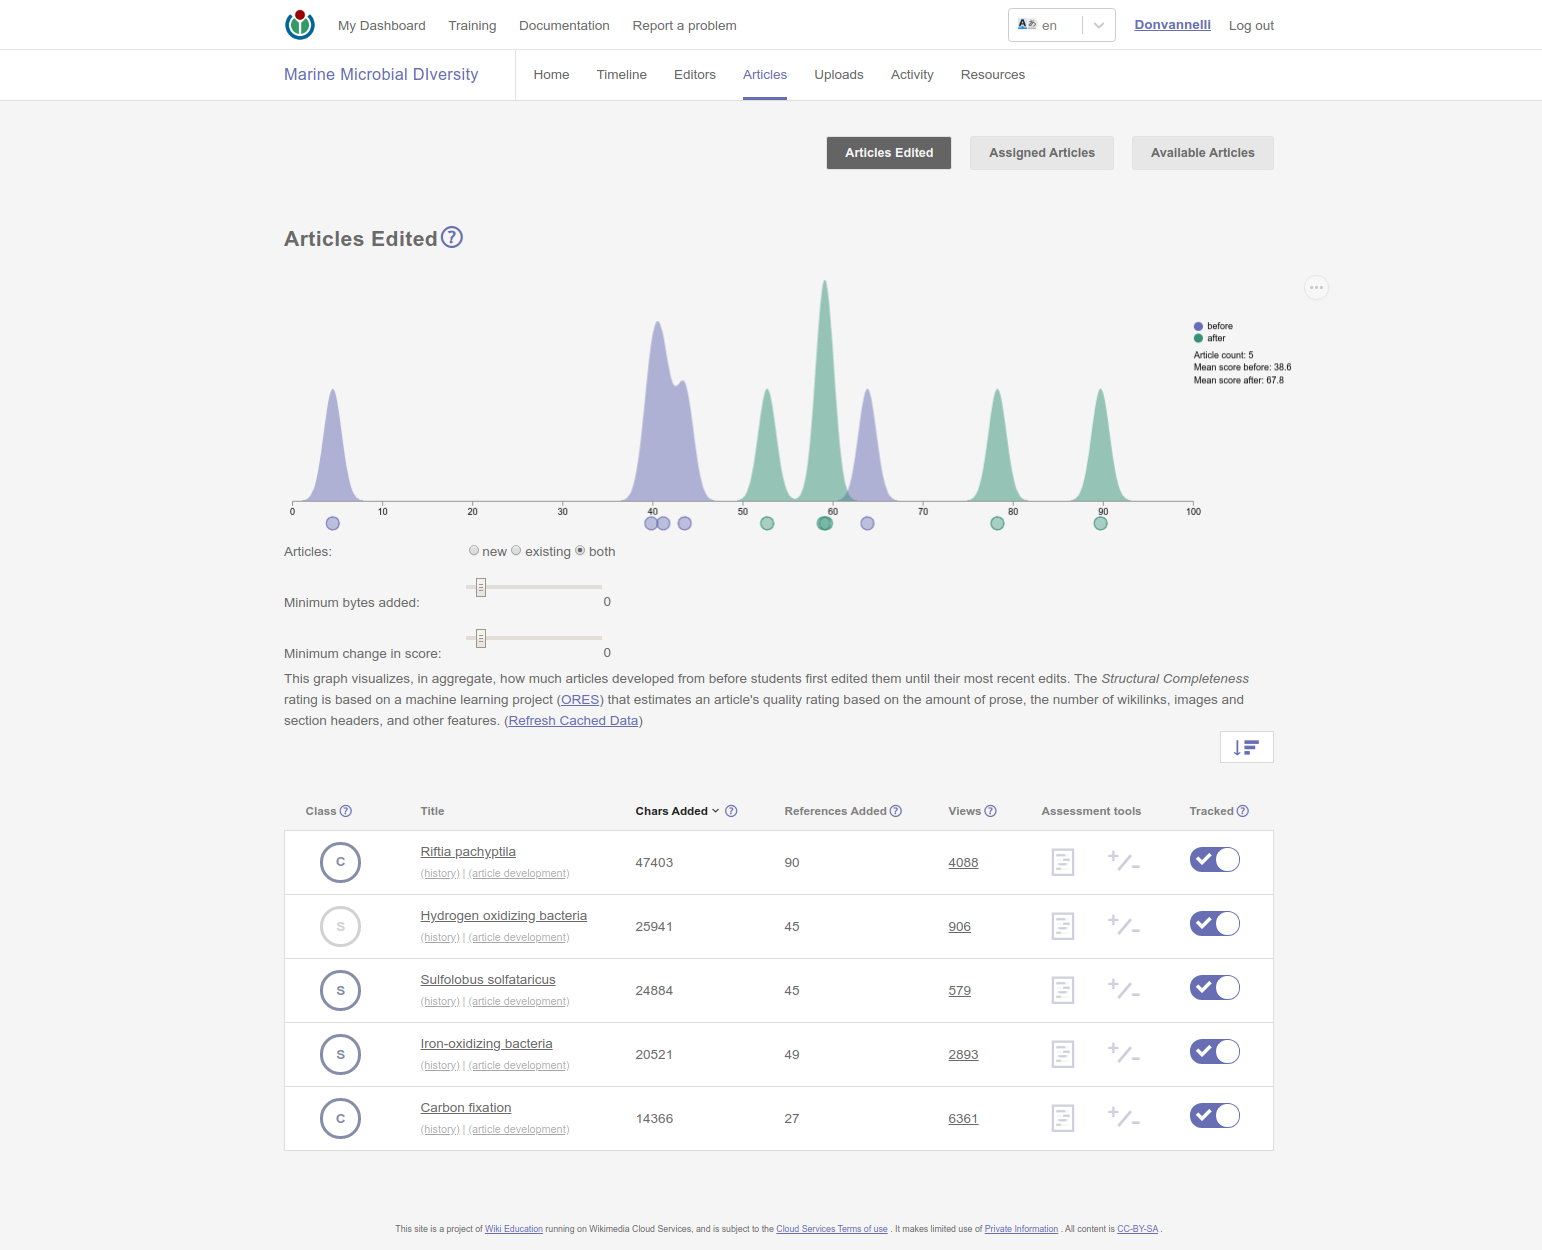 My Dashboard Training Documentation Report a problem A あ en Donvannelli Log out
Marine Microbial DIversity Home Timeline Editors Articles Uploads Activity Resources
Articles Edited Assigned Articles Available Articles
Articles Edited ?
before
after
Article count: 5
Mean score before: 38.6
Mean score after: 67.8
0 10 20 30 40 50 60 70 80 90 100
Articles: new existing both
Minimum bytes added: 0
Minimum change in score: 0
This graph visualizes, in aggregate, how much articles developed from before students first edited them until their most recent edits. The Structural Completeness
rating is based on a machine learning project (ORES) that estimates an article's quality rating based on the amount of prose, the number of wikilinks, images and
section headers, and other features. (Refresh Cached Data)
Class ? Title Chars Added ? References Added ? Views ? Assessment tools Tracked ?
C Riftia pachyptila 47403 90 4088
(history) | (article development)
S Hydrogen oxidizing bacteria 25941 45 906
(history) | (article development)
S Sulfolobus solfataricus 24884 45 579
(history) | (article development)
S Iron-oxidizing bacteria 20521 49 2893
(history) | (article development)
C Carbon fixation 14366 27 6361
(history) | (article development)
This site is a project of Wiki Education running on Wikimedia Cloud Services, and is subject to the Cloud Services Terms of use . It makes limited use of Private Information . All content is CC-BY-SA .